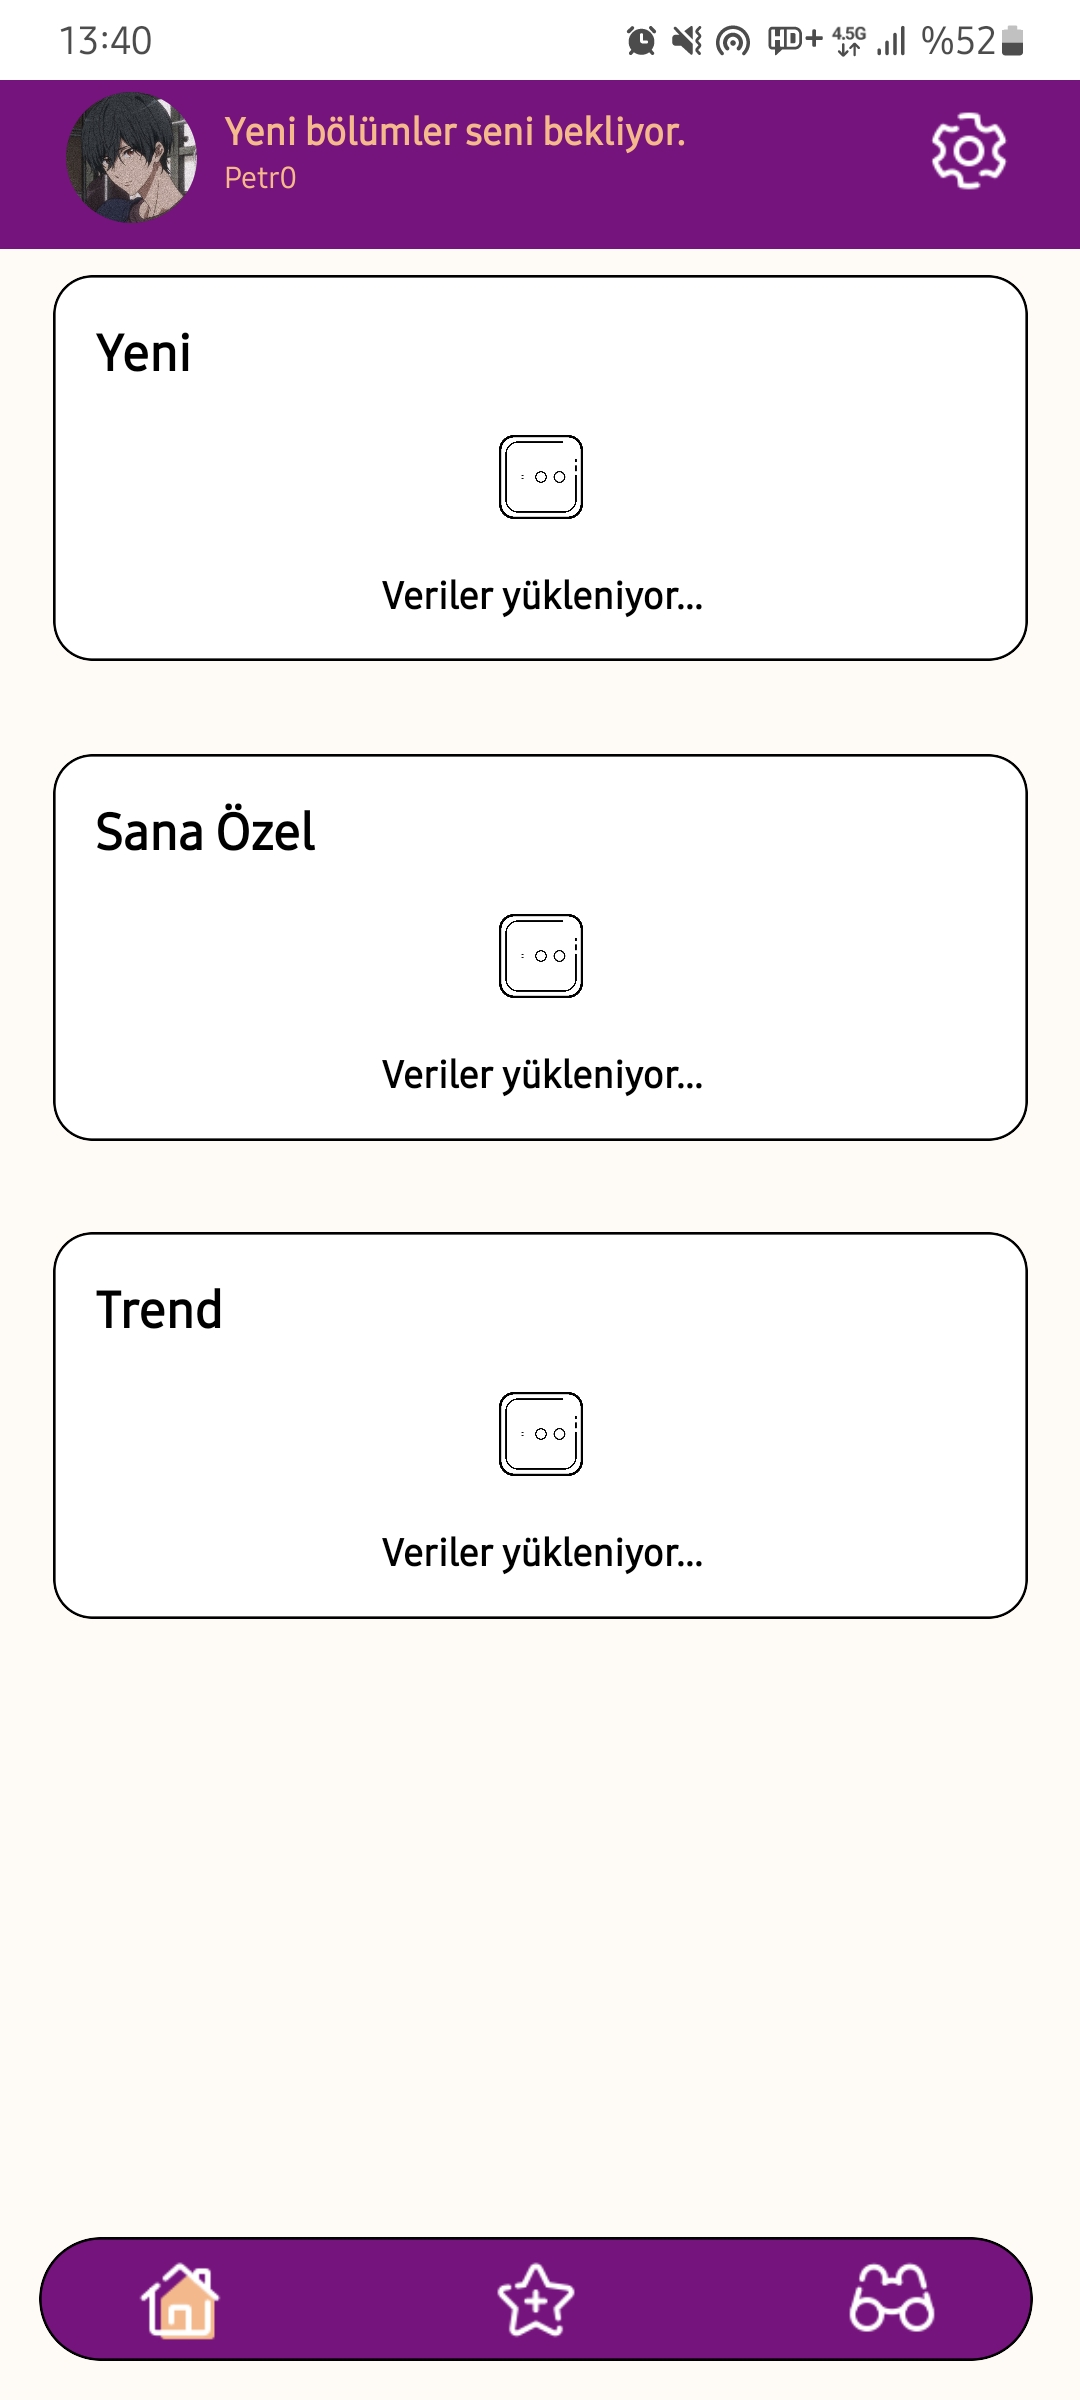 13:40 HD+ 4.5G %52
Yeni bölümler seni bekliyor.
Petr0
Yeni
Veriler yükleniyor...
Sana Özel
Veriler yükleniyor...
Trend
Veriler yükleniyor...